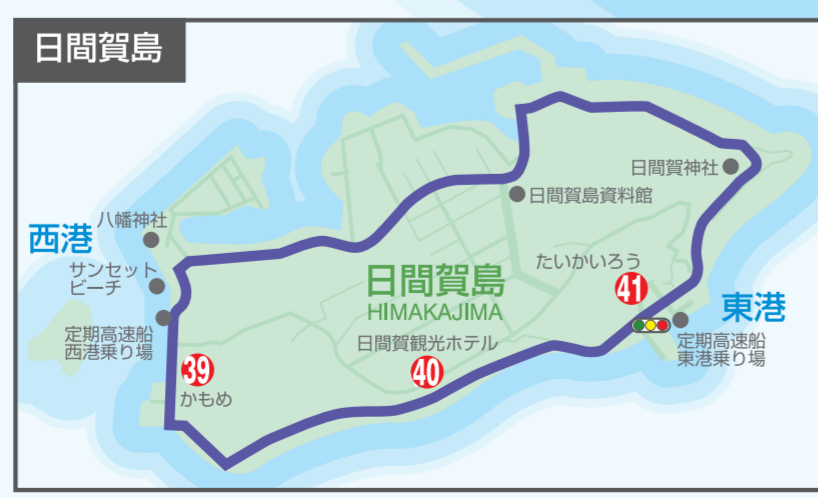 日間賀島
日間賀神社
日間賀島資料館
八幡神社
西港
サンセット
ビーチ
たいかいろう
41
日間賀島
HIMAKAJIMA
東港
定期高速船
西港乗り場
定期高速船
東港乗り場
日間賀観光ホテル
40
39
かもめ